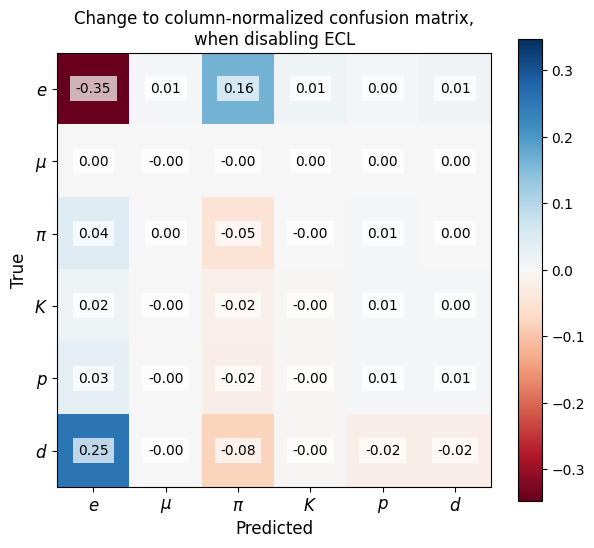 Change to column-normalized confusion matrix,
when disabling ECL
e -0.35 0.01 0.16 0.01 0.00 0.01
μ 0.00 -0.00 -0.00 0.00 0.00 0.00
π 0.04 0.00 -0.05 -0.00 0.01 0.00
K 0.02 -0.00 -0.02 -0.00 0.01 0.00
p 0.03 -0.00 -0.02 -0.00 0.01 0.01
d 0.25 -0.00 -0.08 -0.00 -0.02 -0.02
e μ π K p d
Predicted
True
0.3
0.2
0.1
0.0
−0.1
−0.2
−0.3